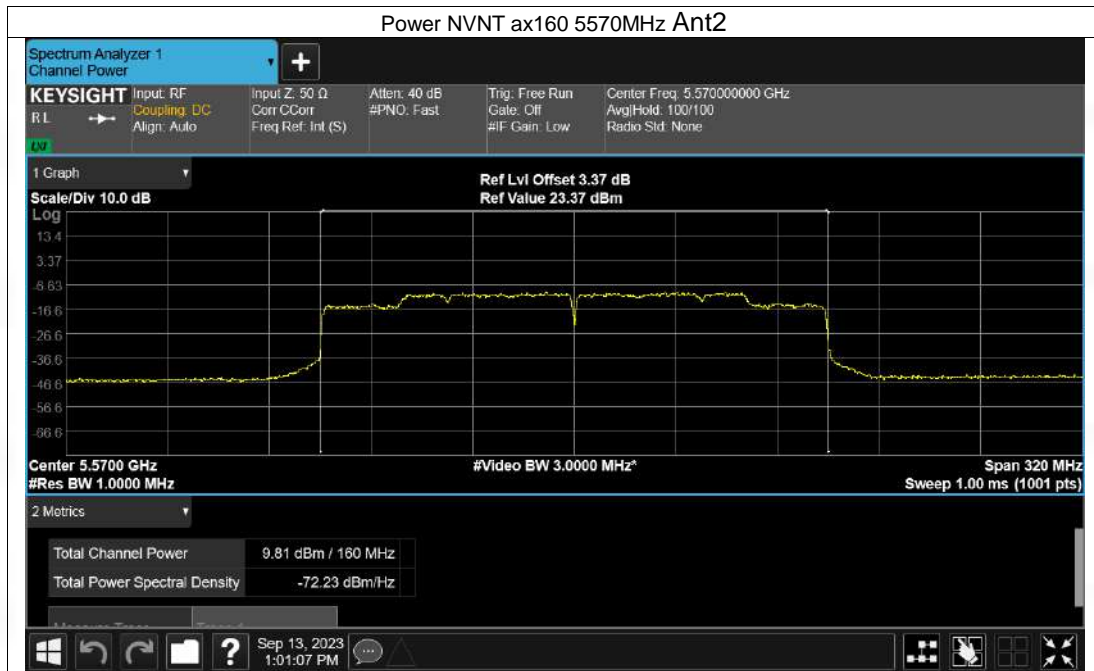 Power NVNT ax160 5570MHz Ant2
Spectrum Analyzer 1
Channel Power
+
KEYSIGHT
RL
LXI
Input: RF
Coupling: DC
Align: Auto
Input Z: 50 Ω
Corr CCorr
Freq Ref: Int (S)
Atten: 40 dB
#PNO: Fast
Trig: Free Run
Gate: Off
#IF Gain: Low
Center Freq: 5.570000000 GHz
Avg|Hold: 100/100
Radio Std: None
1 Graph
Scale/Div 10.0 dB
Ref Lvl Offset 3.37 dB
Ref Value 23.37 dBm
Log
13.4
3.37
-6.63
-16.6
-26.6
-36.6
-46.6
-56.6
-66.6
Center 5.5700 GHz
#Video BW 3.0000 MHz*
Span 320 MHz
#Res BW 1.0000 MHz
Sweep 1.00 ms (1001 pts)
2 Metrics
Total Channel Power 9.81 dBm / 160 MHz
Total Power Spectral Density -72.23 dBm/Hz
?
Sep 13, 2023
1:01:07 PM